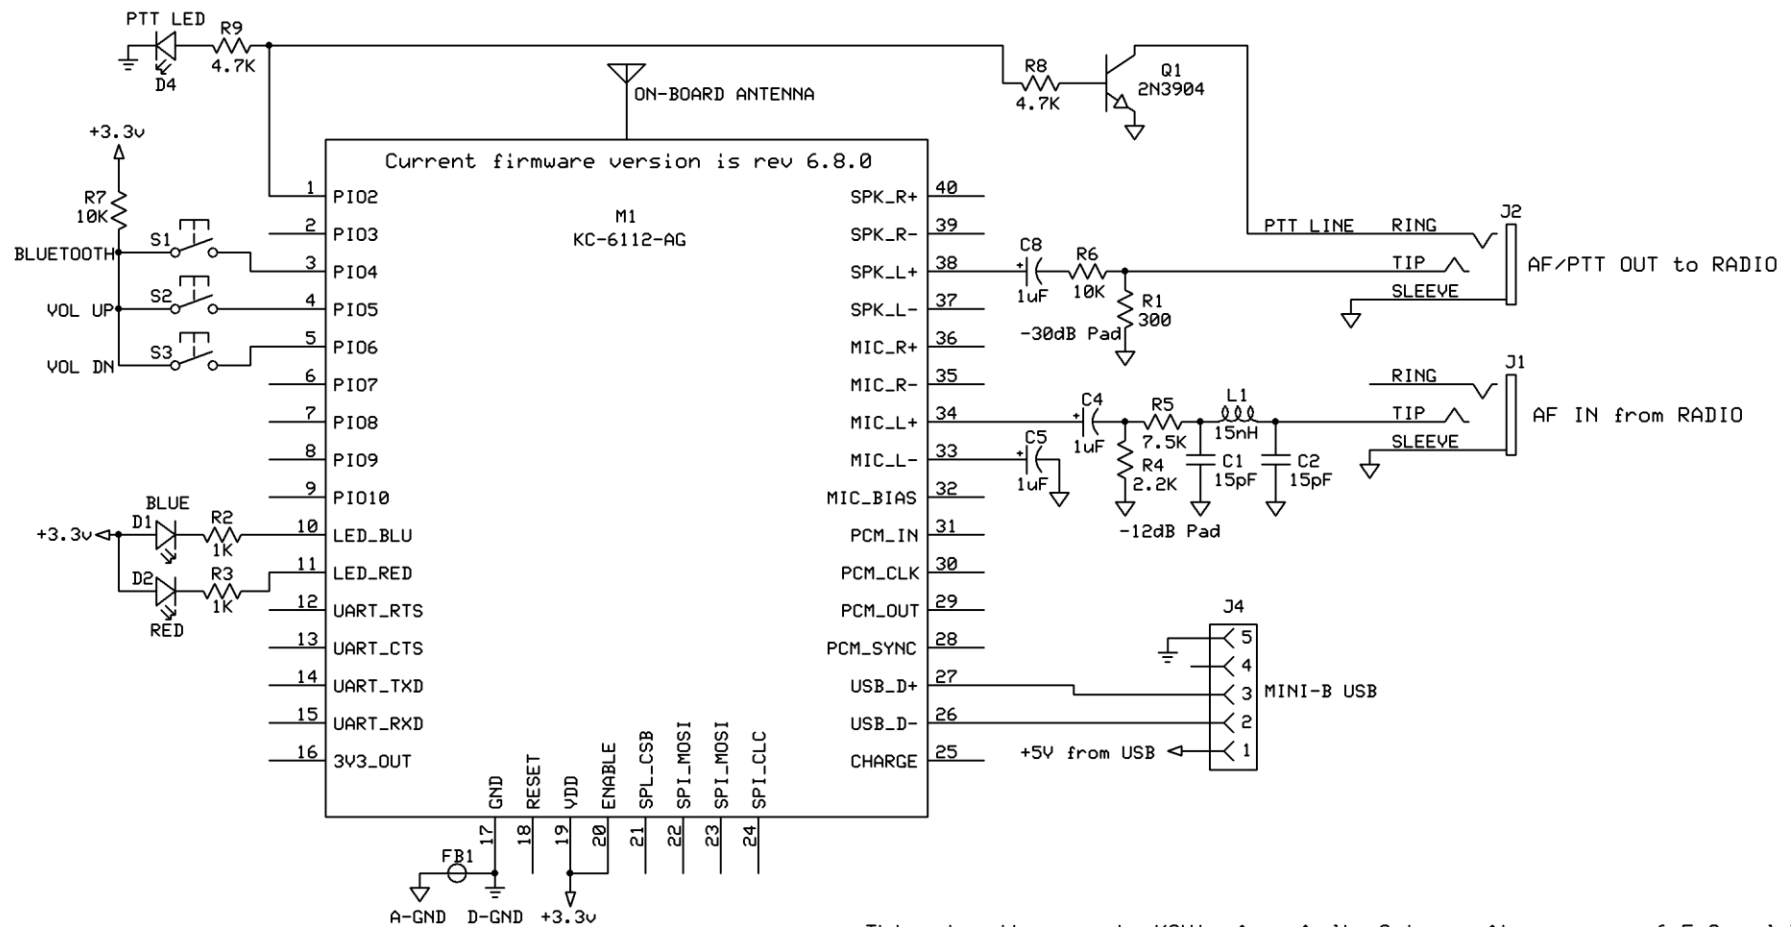 PTT LED
R9
4.7K
D4
ON-BOARD ANTENNA
R8
4.7K
Q1
2N3904
+3.3v
R7
10K
BLUETOOTH
S1
VOL UP
S2
VOL DN
S3
Current firmware version is rev 6.8.0
M1
KC-6112-AG
1 PIO2
2 PIO3
3 PIO4
4 PIO5
5 PIO6
6 PIO7
7 PIO8
8 PIO9
9 PIO10
10 LED_BLU
11 LED_RED
12 UART_RTS
13 UART_CTS
14 UART_TXD
15 UART_RXD
16 3V3_OUT
BLUE
+3.3v
D1
R2
1K
D2
R3
1K
RED
SPK_R+ 40
SPK_R- 39
SPK_L+ 38
SPK_L- 37
MIC_R+ 36
MIC_R- 35
MIC_L+ 34
MIC_L- 33
MIC_BIAS 32
PCM_IN 31
PCM_CLK 30
PCM_OUT 29
PCM_SYNC 28
USB_D+ 27
USB_D- 26
CHARGE 25
GND
RESET
VDD
ENABLE
SPL_CSB
SPI_MOSI
SPI_MOSI
SPI_CLC
17
18
19
20
21
22
23
24
FB1
A-GND
D-GND
+3.3v
C8
+
1uF
R6
10K
R1
300
-30dB Pad
PTT LINE
RING
TIP
SLEEVE
J2
AF/PTT OUT to RADIO
C4
+
1uF
C5
+
1uF
R5
7.5K
R4
2.2K
L1
15nH
C1
15pF
C2
15pF
-12dB Pad
RING
TIP
SLEEVE
J1
AF IN from RADIO
J4
5
4
3
2
1
MINI-B USB
+5V from USB